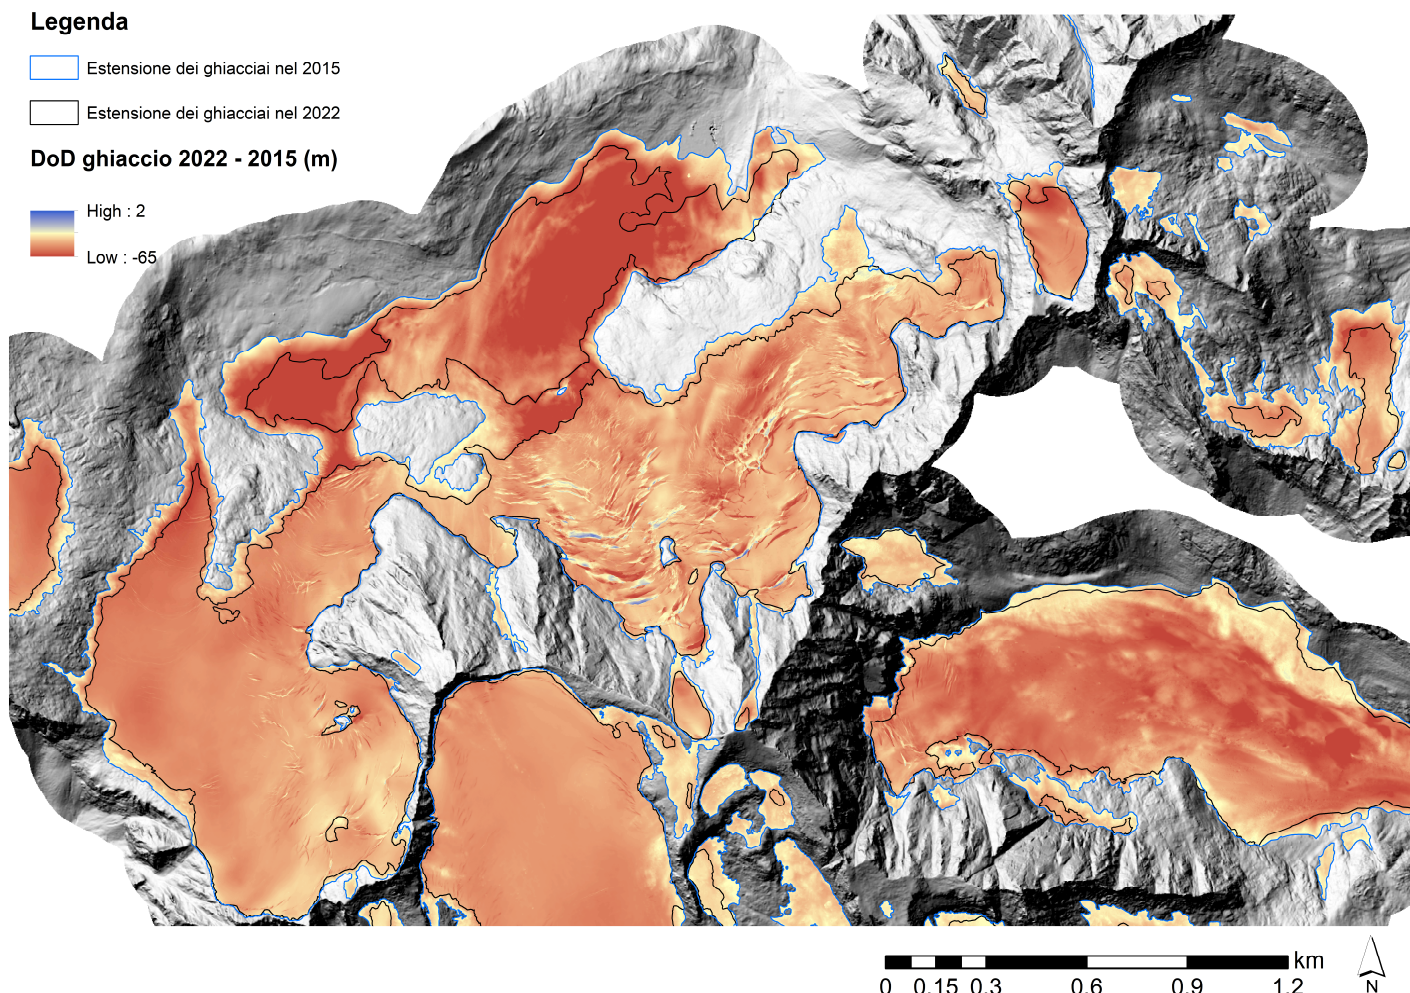 Legenda
Estensione dei ghiacciai nel 2015
Estensione dei ghiacciai nel 2022
DoD ghiaccio 2022 - 2015 (m)
High : 2
Low : -65
km
0 0.15 0.3 0.6 0.9 1.2
N